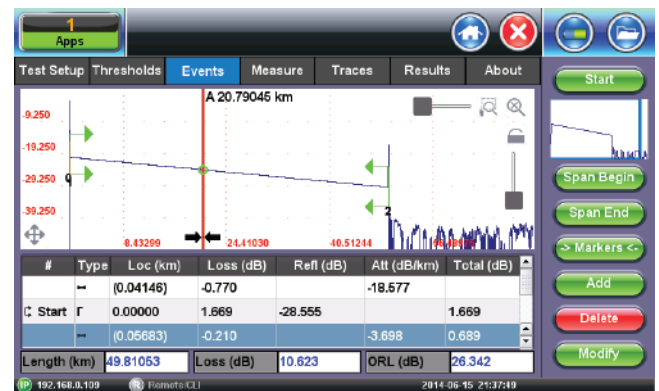 1
Apps
Test Setup Thresholds Events Measure Traces Results About
Start
A 20.79045 km
-9.250
-19.250
-29.250
-39.250
2
8.43299 24.41030 40.51244
Span Begin
Span End
-> Markers <-
Add
Delete
Modify
# Type Loc (km) Loss (dB) Refl (dB) Att (dB/km) Total (dB)
(0.04146) -0.770 -18.577
Start Γ 0.00000 1.669 -28.555 1.669
(0.05683) -0.210 -3.698 0.689
Length (km) 49.81053 Loss (dB) 10.623 ORL (dB) 26.342
IP 192.168.0.109 R Remote/CLI 2014-06-15 21:37:49